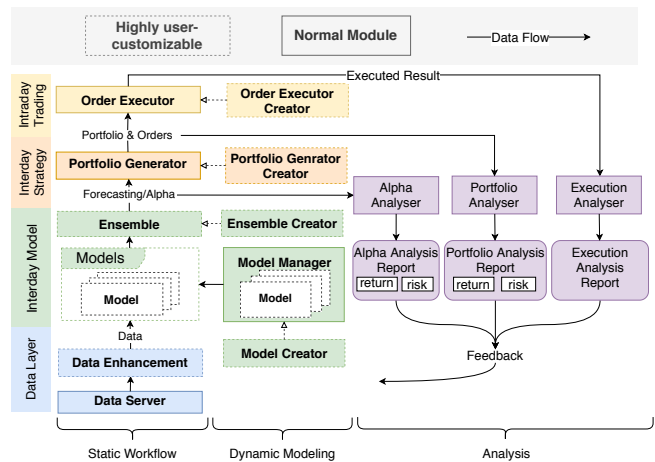 Highly user-
customizable
Normal Module
Data Flow
Intraday
Trading
Interday
Strategy
Interday Model
Data Layer
Executed Result
Order Executor
Order Executor
Creator
Portfolio & Orders
Portfolio Generator
Portfolio Genrator
Creator
Forecasting/Alpha
Alpha
Analyser
Portfolio
Analyser
Execution
Analyser
Ensemble
Ensemble Creator
Models
Model
Model Manager
Model
Alpha Analysis
Report
return
risk
Portfolio Analysis
Report
return
risk
Execution
Analysis
Report
Data
Model Creator
Feedback
Data Enhancement
Data Server
Static Workflow
Dynamic Modeling
Analysis